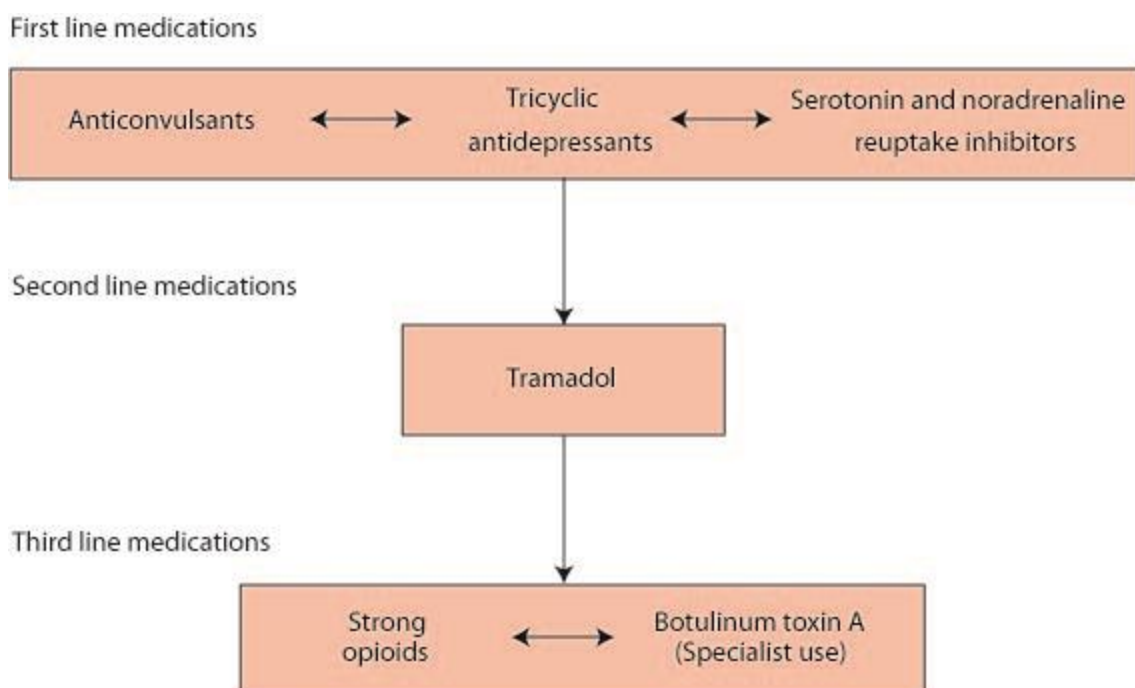 First line medications
Anticonvulsants
Tricyclic
antidepressants
Serotonin and noradrenaline
reuptake inhibitors
Second line medications
Tramadol
Third line medications
Strong
opioids
Botulinum toxin A
(Specialist use)